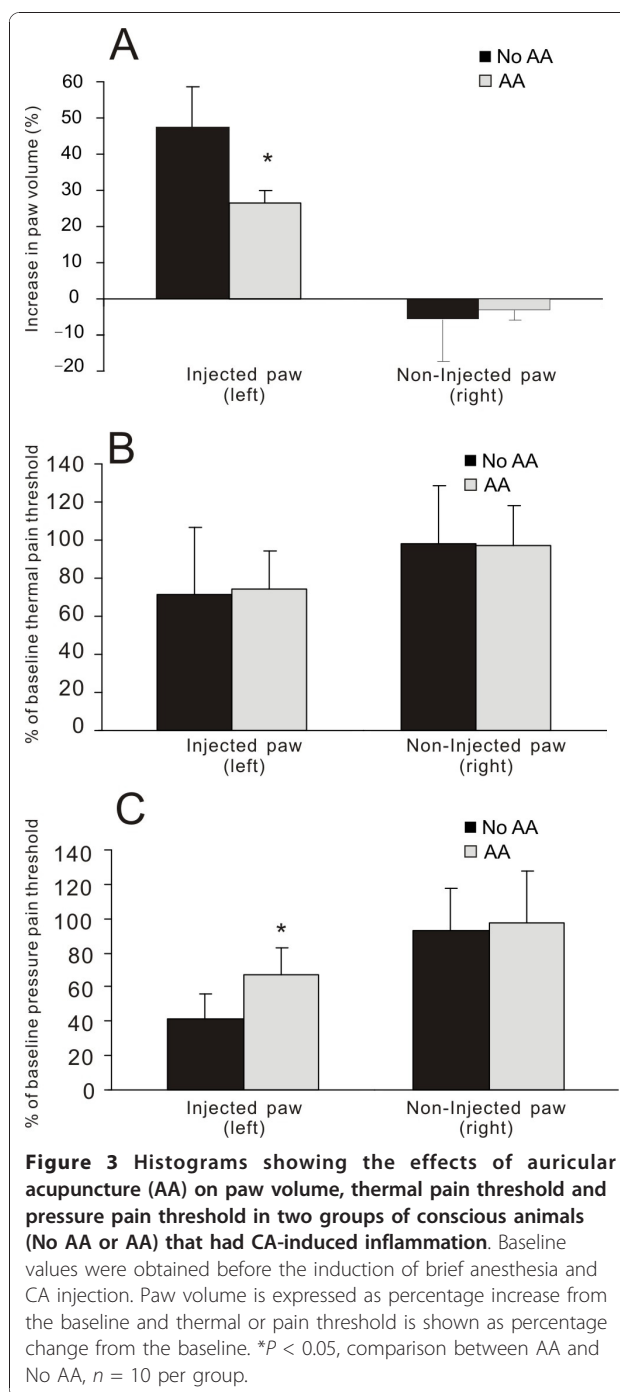 A
No AA
AA
Increase in paw volume (%)
60
50
40
30
20
10
0
−10
−20
*
Injected paw
(left)
Non-Injected paw
(right)
B
No AA
AA
% of baseline thermal pain threshold
140
120
100
80
60
40
20
0
Injected paw
(left)
Non-Injected paw
(right)
C
No AA
AA
% of baseline pressure pain threshold
140
120
100
80
60
40
20
0
*
Injected paw
(left)
Non-Injected paw
(right)
Figure 3 Histograms showing the effects of auricular
acupuncture (AA) on paw volume, thermal pain threshold and
pressure pain threshold in two groups of conscious animals
(No AA or AA) that had CA-induced inflammation. Baseline
values were obtained before the induction of brief anesthesia and
CA injection. Paw volume is expressed as percentage increase from
the baseline and thermal or pain threshold is shown as percentage
change from the baseline. *P < 0.05, comparison between AA and
No AA, n = 10 per group.